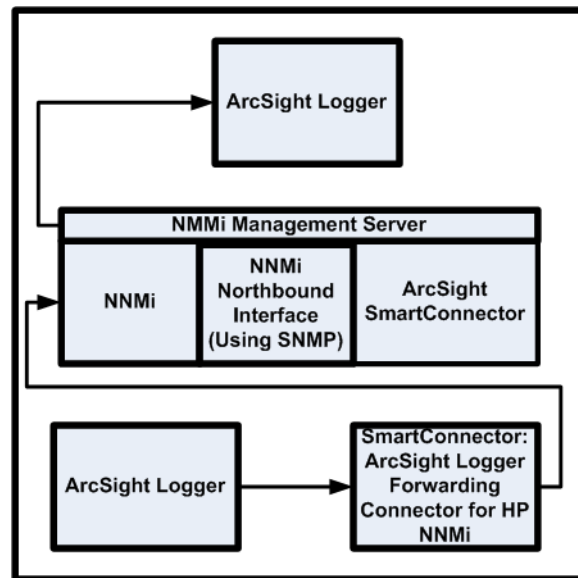 ArcSight Logger
NMMi Management Server
NNMi
NNMi
Northbound
Interface
(Using SNMP)
ArcSight
SmartConnector
ArcSight Logger
SmartConnector:
ArcSight Logger
Forwarding
Connector for HP
NNMi